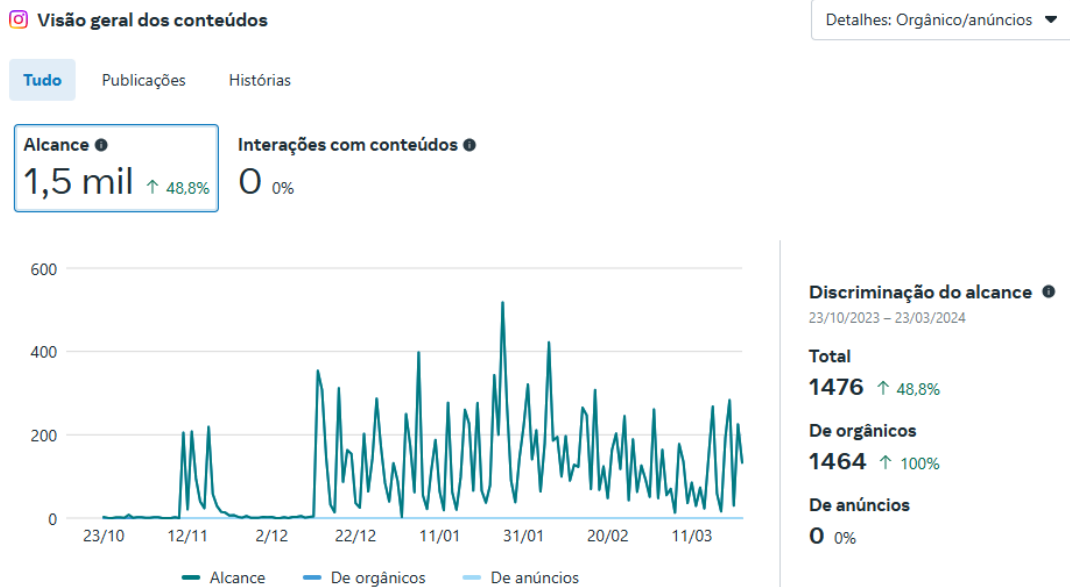 Visão geral dos conteúdos
Detalhes: Orgânico/anúncios
Tudo Publicações Histórias
Alcance Interações com conteúdos
1,5 mil ↑ 48,8% 0 0%
600
400
200
0
23/10 12/11 2/12 22/12 11/01 31/01 20/02 11/03
Alcance De orgânicos De anúncios
Discriminação do alcance
23/10/2023 – 23/03/2024
Total
1476 ↑ 48,8%
De orgânicos
1464 ↑ 100%
De anúncios
0 0%